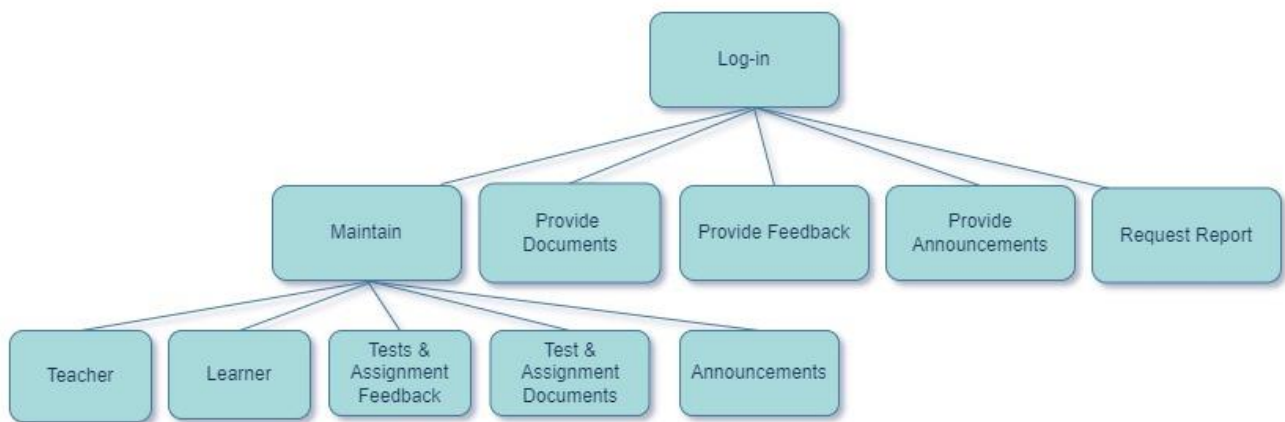 Log-in
Maintain
Provide
Documents
Provide Feedback
Provide
Announcements
Request Report
Teacher
Learner
Tests &
Assignment
Feedback
Test &
Assignment
Documents
Announcements